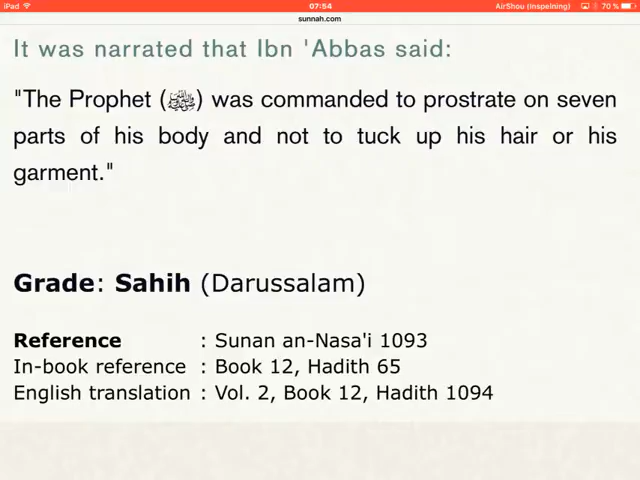 iPad 07:54 AirShou (Inspelning) 70 %
sunnah.com
It was narrated that Ibn 'Abbas said:
"The Prophet (ﷺ) was commanded to prostrate on seven
parts of his body and not to tuck up his hair or his
garment."
Grade: Sahih (Darussalam)
Reference : Sunan an-Nasa'i 1093
In-book reference : Book 12, Hadith 65
English translation : Vol. 2, Book 12, Hadith 1094